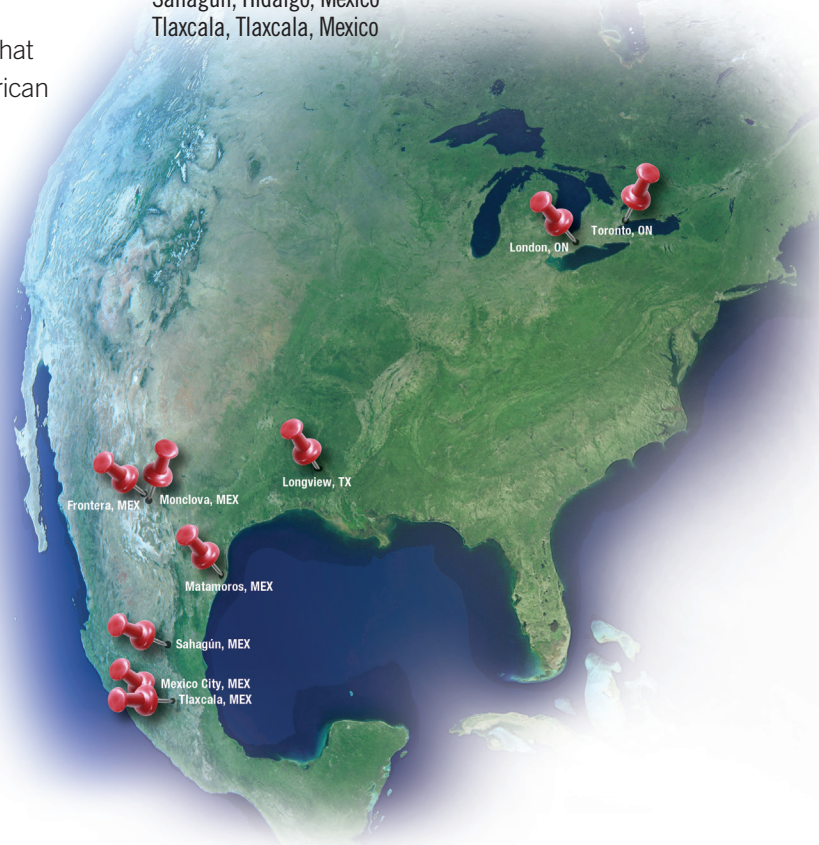 Sahagún, Hidalgo, Mexico
Tlaxcala, Tlaxcala, Mexico
hat
rican
Toronto, ON
London, ON
Longview, TX
Frontera, MEX
Monclova, MEX
Matamoros, MEX
Sahagún, MEX
Mexico City, MEX
Tlaxcala, MEX